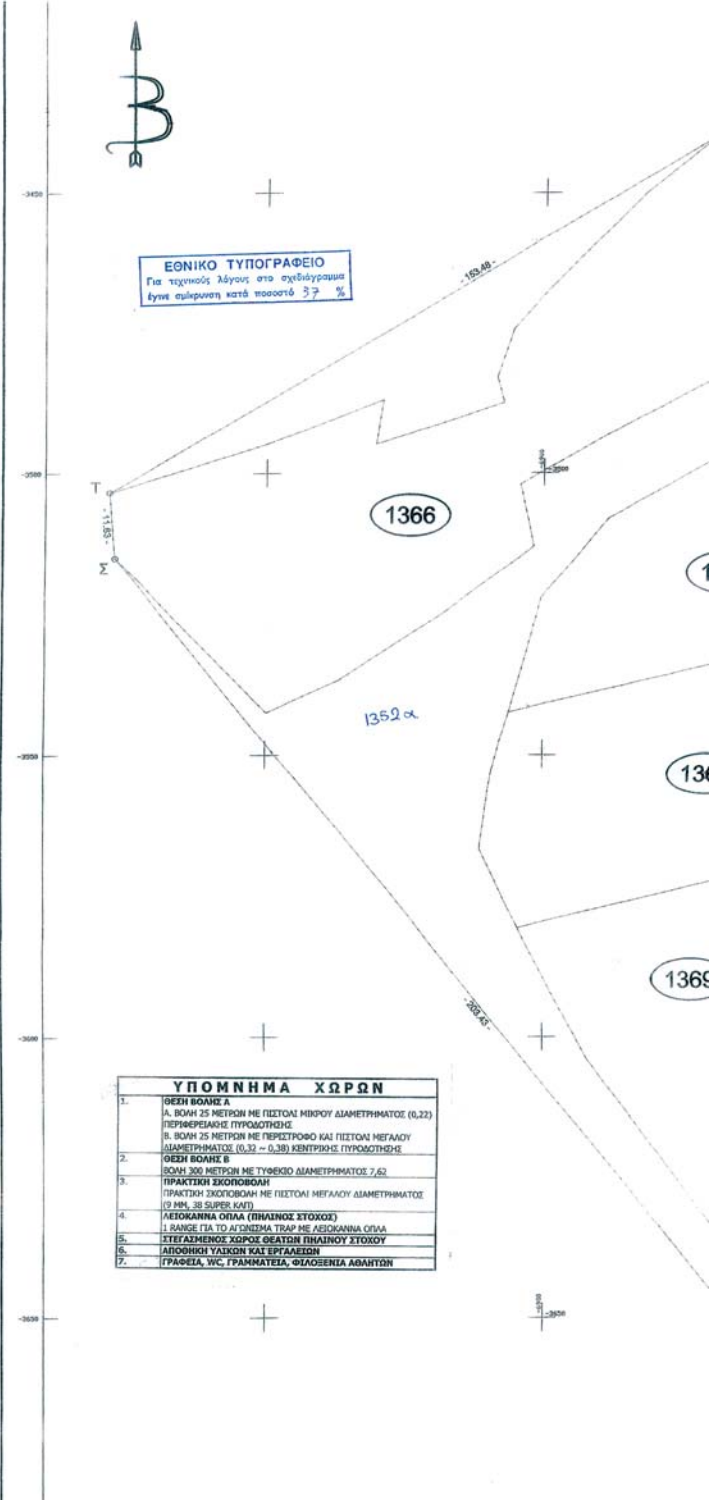 Β
-3450
ΕΘΝΙΚΟ ΤΥΠΟΓΡΑΦΕΙΟ
Για τεχνικούς λόγους στο σχεδιάγραμμα
έγινε σμίκρυνση κατά ποσοστό 37 %
- 153.48 -
-3500
-3500
Τ
- 11.63 -
Σ
1366
1352α
-3550
136
1369
- 203.43 -
-3600
ΥΠΟΜΝΗΜΑ ΧΩΡΩΝ
1. ΘΕΣΗ ΒΟΛΗΣ Α
Α. ΒΟΛΗ 25 ΜΕΤΡΩΝ ΜΕ ΠΙΣΤΟΛΙ ΜΙΚΡΟΥ ΔΙΑΜΕΤΡΗΜΑΤΟΣ (0,22)
ΠΕΡΙΦΕΡΕΙΑΚΗΣ ΠΥΡΟΔΟΤΗΣΗΣ
Β. ΒΟΛΗ 25 ΜΕΤΡΩΝ ΜΕ ΠΕΡΙΣΤΡΟΦΟ ΚΑΙ ΠΙΣΤΟΛΙ ΜΕΓΑΛΟΥ
ΔΙΑΜΕΤΡΗΜΑΤΟΣ (0,32 ~ 0,38) ΚΕΝΤΡΙΚΗΣ ΠΥΡΟΔΟΤΗΣΗΣ
2. ΘΕΣΗ ΒΟΛΗΣ Β
ΒΟΛΗ 300 ΜΕΤΡΩΝ ΜΕ ΤΥΦΕΚΙΟ ΔΙΑΜΕΤΡΗΜΑΤΟΣ 7,62
3. ΠΡΑΚΤΙΚΗ ΣΚΟΠΟΒΟΛΗ
ΠΡΑΚΤΙΚΗ ΣΚΟΠΟΒΟΛΗ ΜΕ ΠΙΣΤΟΛΙ ΜΕΓΑΛΟΥ ΔΙΑΜΕΤΡΗΜΑΤΟΣ
(9 ΜΜ, 38 SUPER ΚΛΠ)
4. ΛΕΙΟΚΑΝΝΑ ΟΠΛΑ (ΠΗΛΙΝΟΣ ΣΤΟΧΟΣ)
1 RANGE ΓΙΑ ΤΟ ΑΓΩΝΙΣΜΑ TRAP ΜΕ ΛΕΙΟΚΑΝΝΑ ΟΠΛΑ
5. ΣΤΕΓΑΣΜΕΝΟΣ ΧΩΡΟΣ ΘΕΑΤΩΝ ΠΗΛΙΝΟΥ ΣΤΟΧΟΥ
6. ΑΠΟΘΗΚΗ ΥΛΙΚΩΝ ΚΑΙ ΕΡΓΑΛΕΙΩΝ
7. ΓΡΑΦΕΙΑ, WC, ΓΡΑΜΜΑΤΕΙΑ, ΦΙΛΟΞΕΝΙΑ ΑΘΛΗΤΩΝ
-3650
-3650